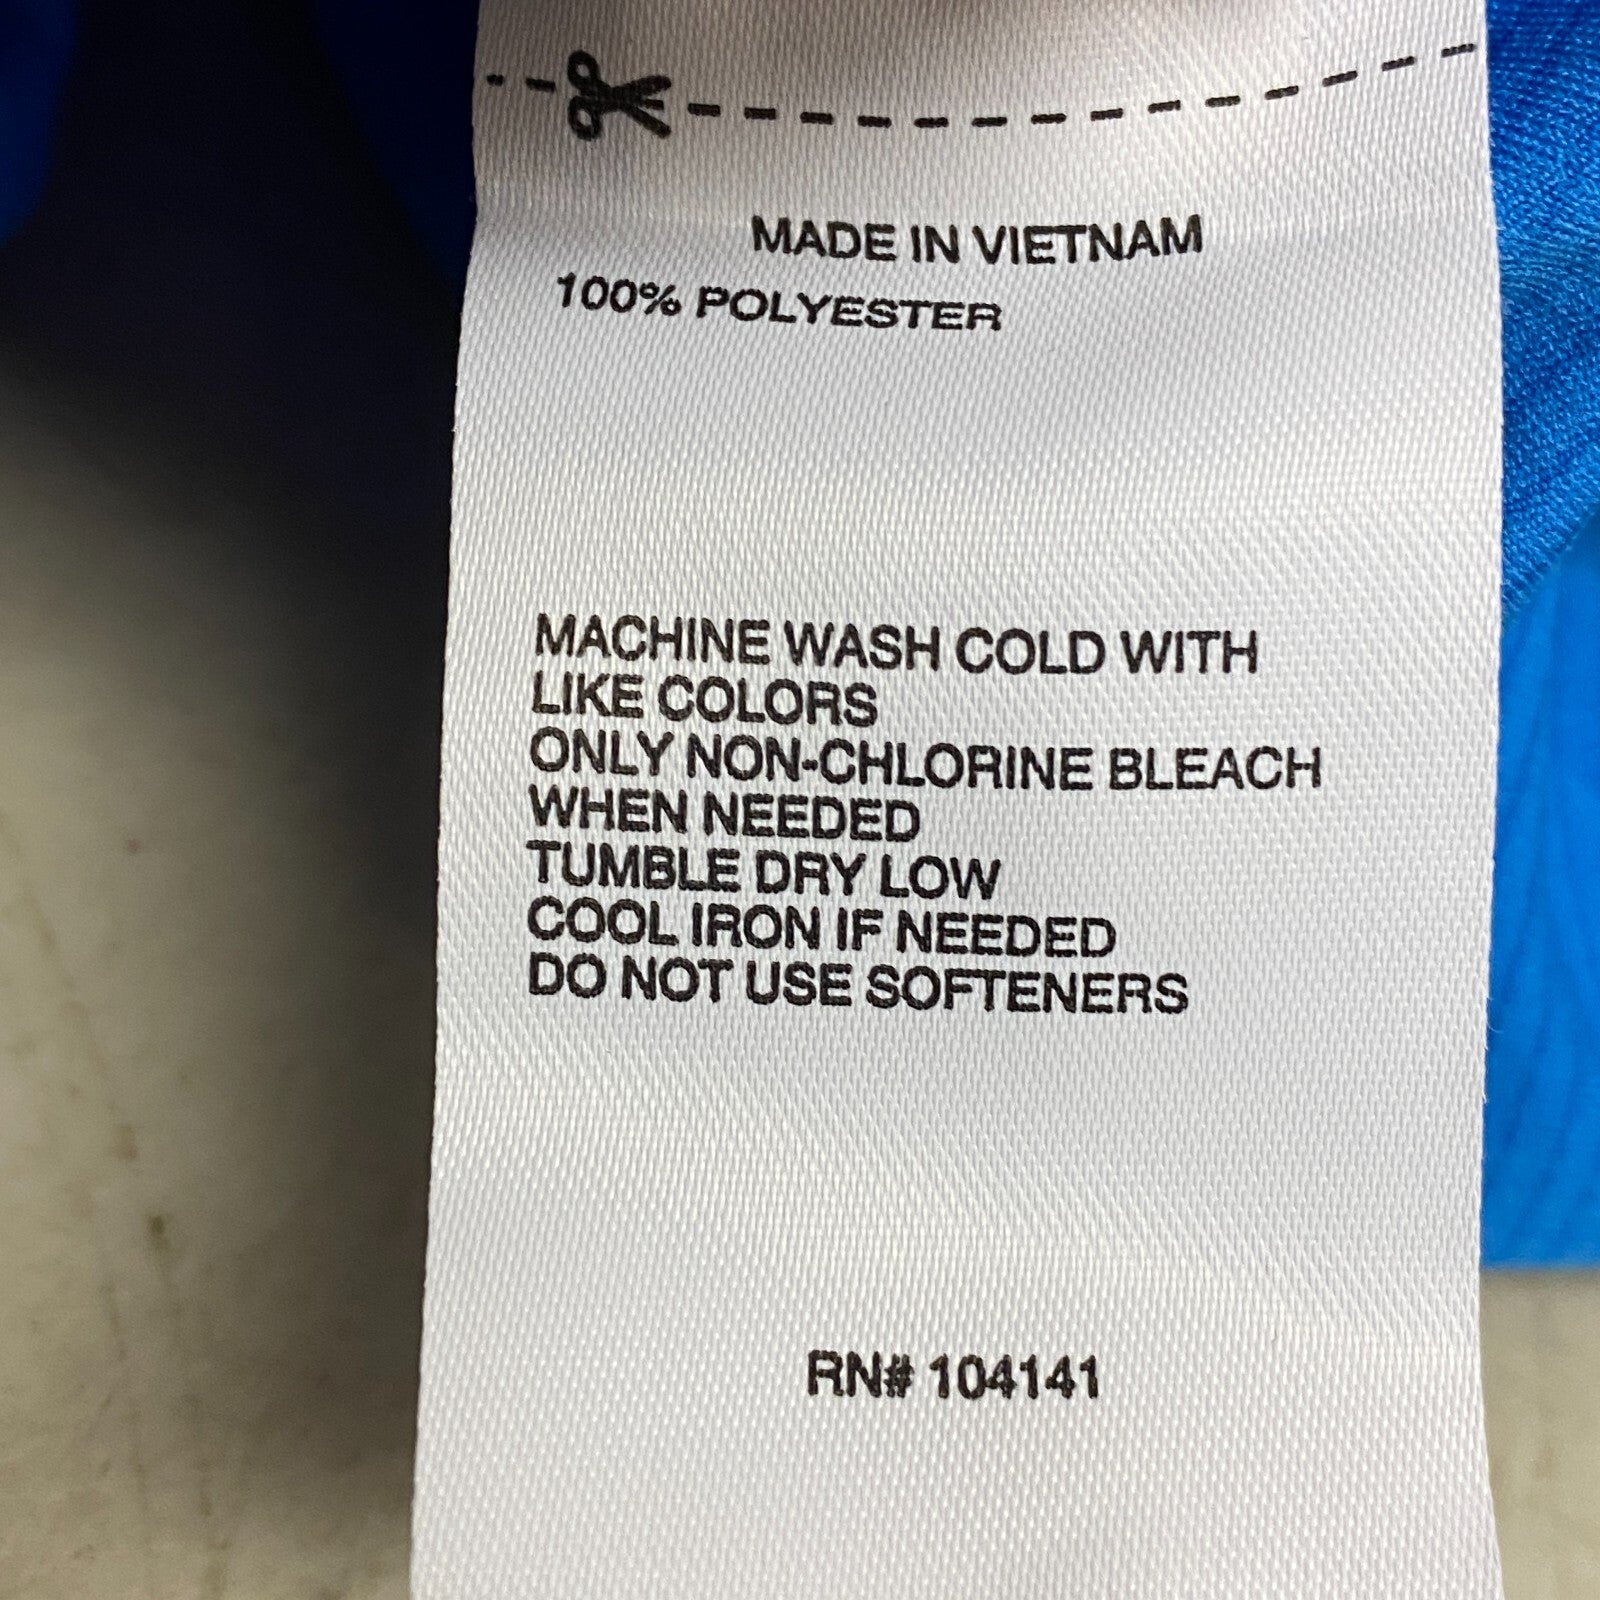 MADE IN VIETNAM
100% POLYESTER
MACHINE WASH COLD WITH
LIKE COLORS
ONLY NON-CHLORINE BLEACH
WHEN NEEDED
TUMBLE DRY LOW
COOL IRON IF NEEDED
DO NOT USE SOFTENERS
RN# 104141